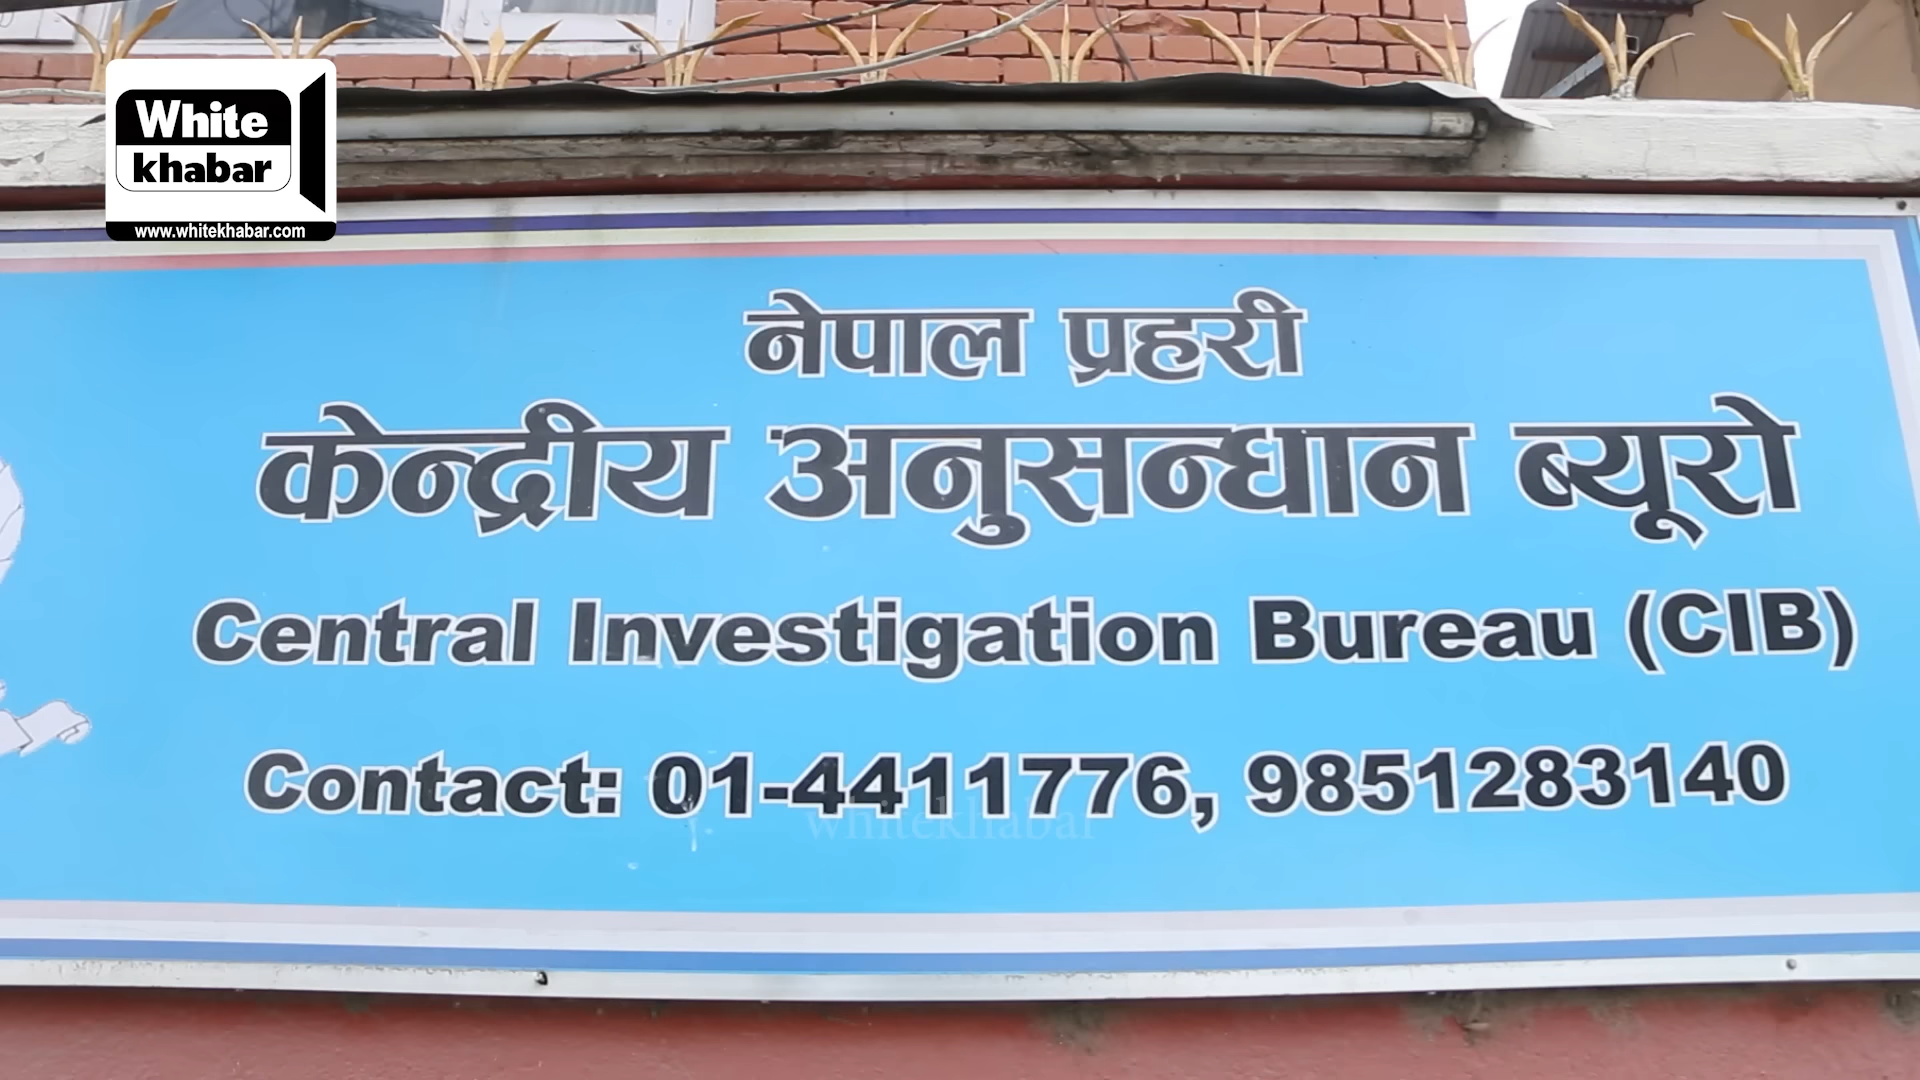 White
khabar
www.whitekhabar.com
नेपाल प्रहरी
केन्द्रीय अनुसन्धान ब्यूरो
Central Investigation Bureau (CIB)
Contact: 01-4411776, 9851283140
whitekhabar